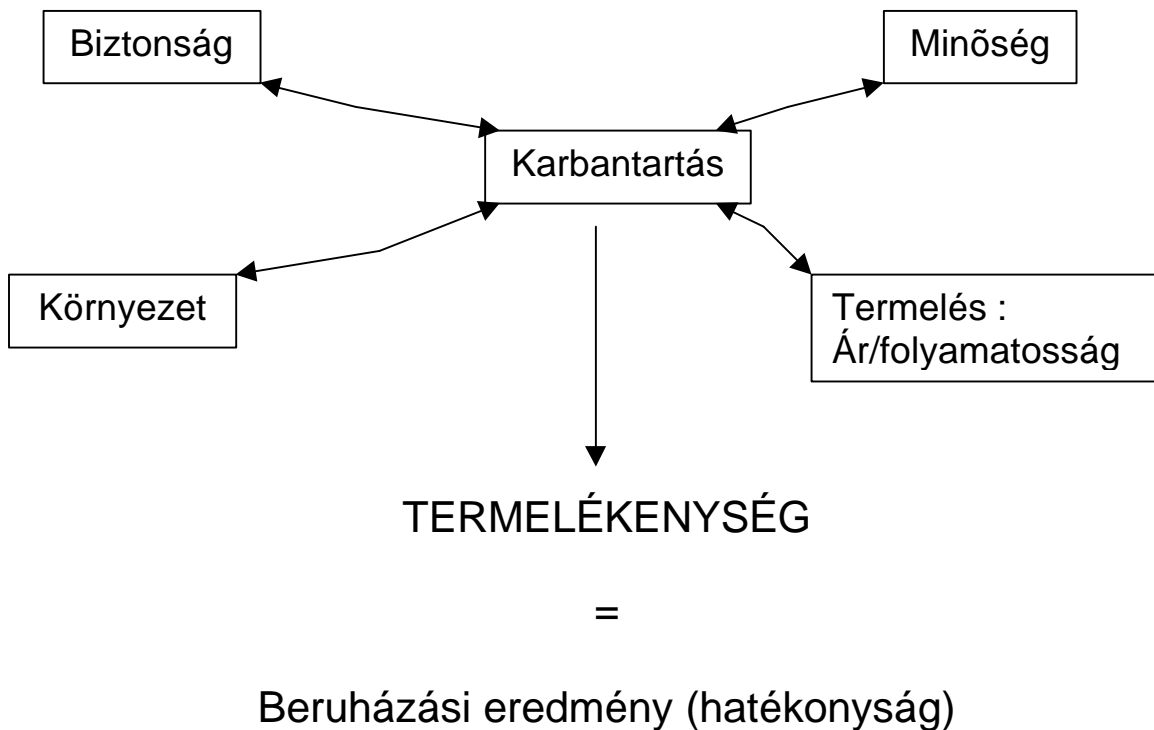 Biztonság
Minõség
Karbantartás
Környezet
Termelés :
Ár/folyamatosság
TERMELÉKENYSÉG
=
Beruházási eredmény (hatékonyság)